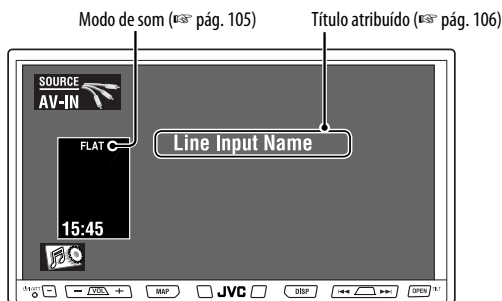 Modo de som (☞ pág. 105)
Título atribuído (☞ pág. 106)
SOURCE
AV-IN
FLAT
Line Input Name
15:45
− VOL +
MAP
JVC
DISP
OPEN
TILT